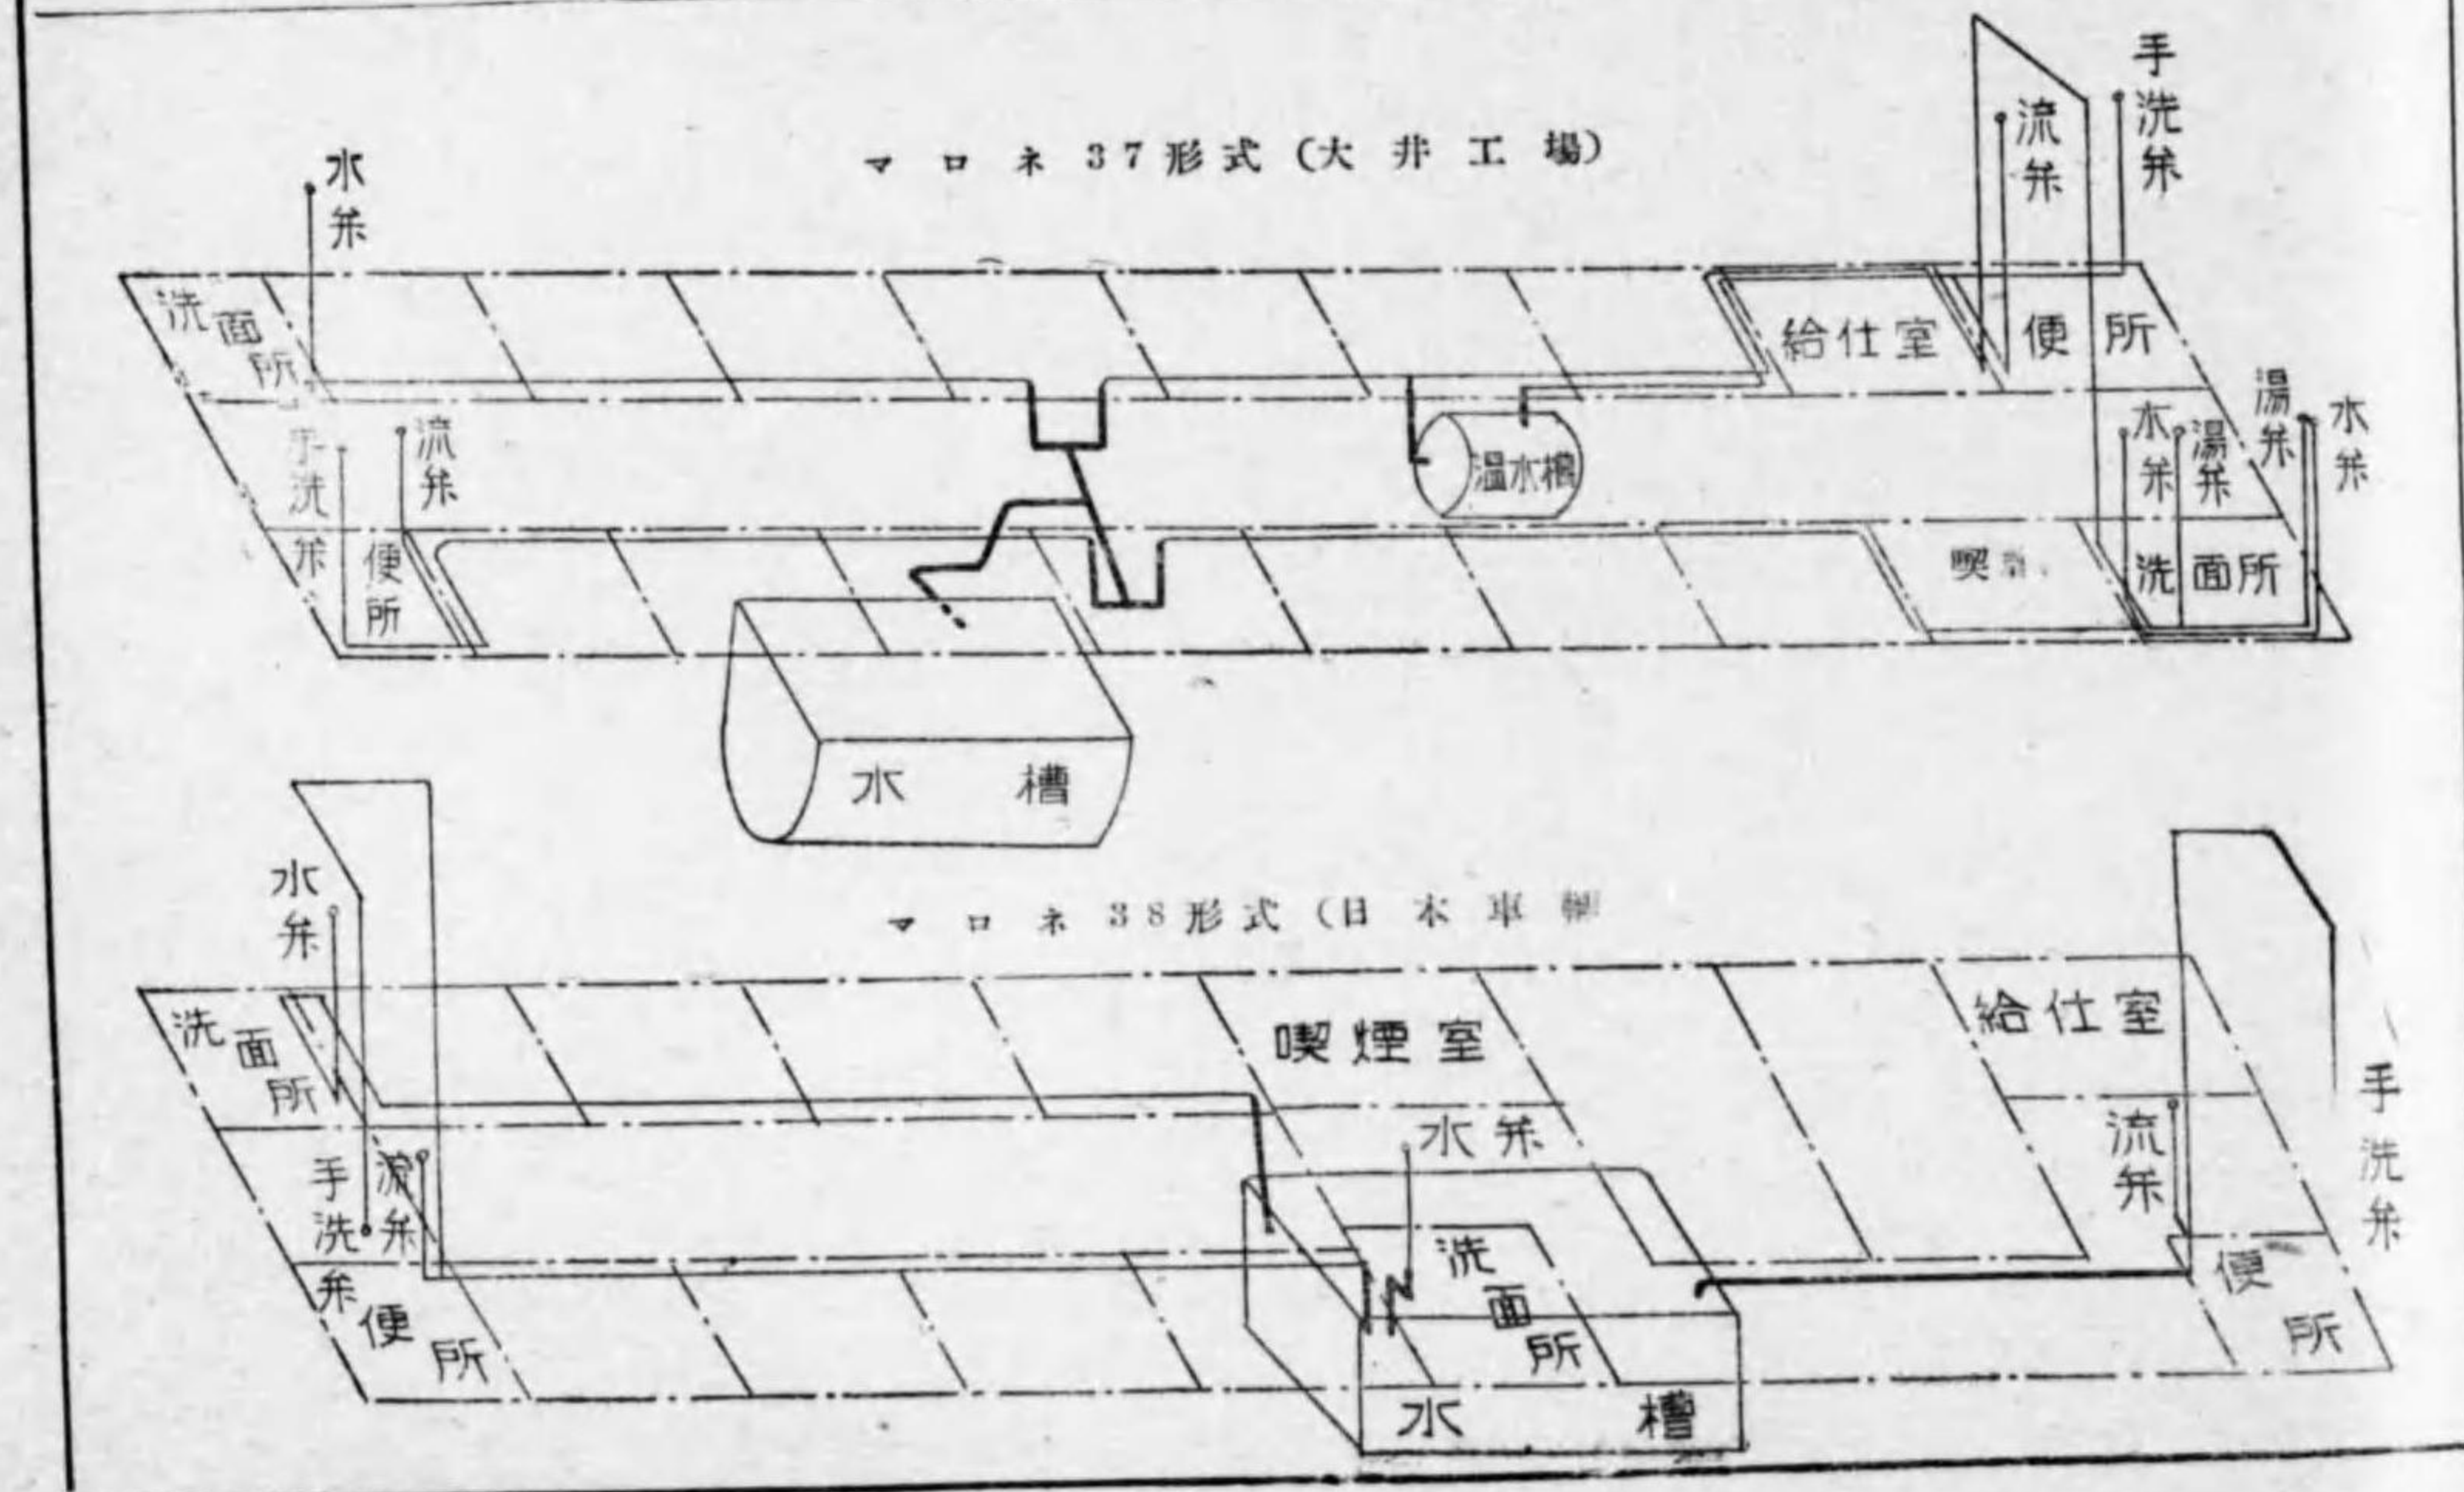 マロネ37形式(大井工場)
水弁
流弁
手洗弁
洗面所
給仕室
便所
手洗弁
流弁
温水槽
水弁
湯弁
湯弁
水弁
便所
喫
洗面所
水槽
マロネ38形式(日本車輛
水弁
洗面所
喫煙室
給仕室
手洗弁
流弁
水弁
流弁
手洗弁
便所
洗面所
便所
水槽